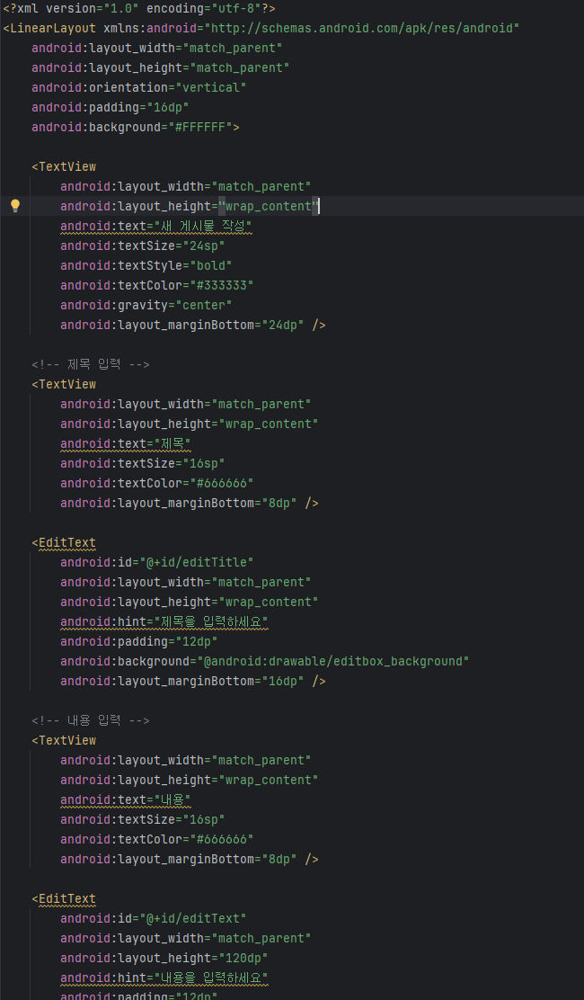 <?xml version="1.0" encoding="utf-8"?>
<LinearLayout xmlns:android="http://schemas.android.com/apk/res/android"
    android:layout_width="match_parent"
    android:layout_height="match_parent"
    android:orientation="vertical"
    android:padding="16dp"
    android:background="#FFFFFF">

    <TextView
        android:layout_width="match_parent"
        android:layout_height="wrap_content"
        android:text="새 게시물 작성"
        android:textSize="24sp"
        android:textStyle="bold"
        android:textColor="#333333"
        android:gravity="center"
        android:layout_marginBottom="24dp" />

    <!-- 제목 입력 -->
    <TextView
        android:layout_width="match_parent"
        android:layout_height="wrap_content"
        android:text="제목"
        android:textSize="16sp"
        android:textColor="#666666"
        android:layout_marginBottom="8dp" />

    <EditText
        android:id="@+id/editTitle"
        android:layout_width="match_parent"
        android:layout_height="wrap_content"
        android:hint="제목을 입력하세요"
        android:padding="12dp"
        android:background="@android:drawable/editbox_background"
        android:layout_marginBottom="16dp" />

    <!-- 내용 입력 -->
    <TextView
        android:layout_width="match_parent"
        android:layout_height="wrap_content"
        android:text="내용"
        android:textSize="16sp"
        android:textColor="#666666"
        android:layout_marginBottom="8dp" />

    <EditText
        android:id="@+id/editText"
        android:layout_width="match_parent"
        android:layout_height="120dp"
        android:hint="내용을 입력하세요"
        android:padding="12dp"